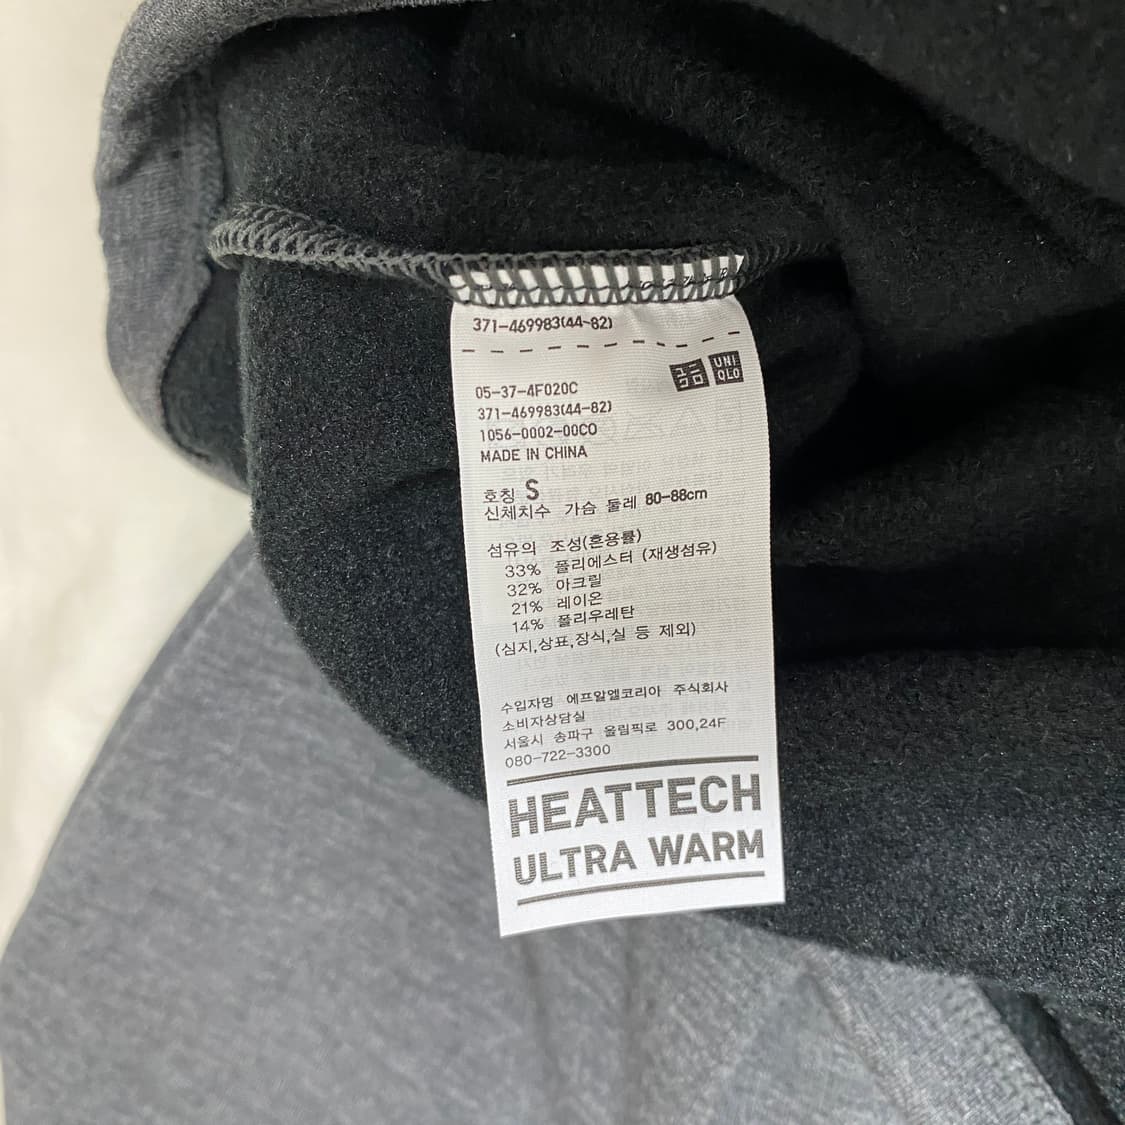 371-469983(44-82)
UNI
QLO
05-37-4F020C
371-469983(44-82)
1056-0002-00CO
MADE IN CHINA
호칭 S
신체치수 가슴 둘레 80-88cm
섬유의 조성(혼용률)
33% 폴리에스터 (재생섬유)
32% 아크릴
21% 레이온
14% 폴리우레탄
(심지,상표,장식,실 등 제외)
수입자명 에프알엘코리아 주식회사
소비자상담실
서울시 송파구 올림픽로 300,24F
080-722-3300
HEATTECH
ULTRA WARM